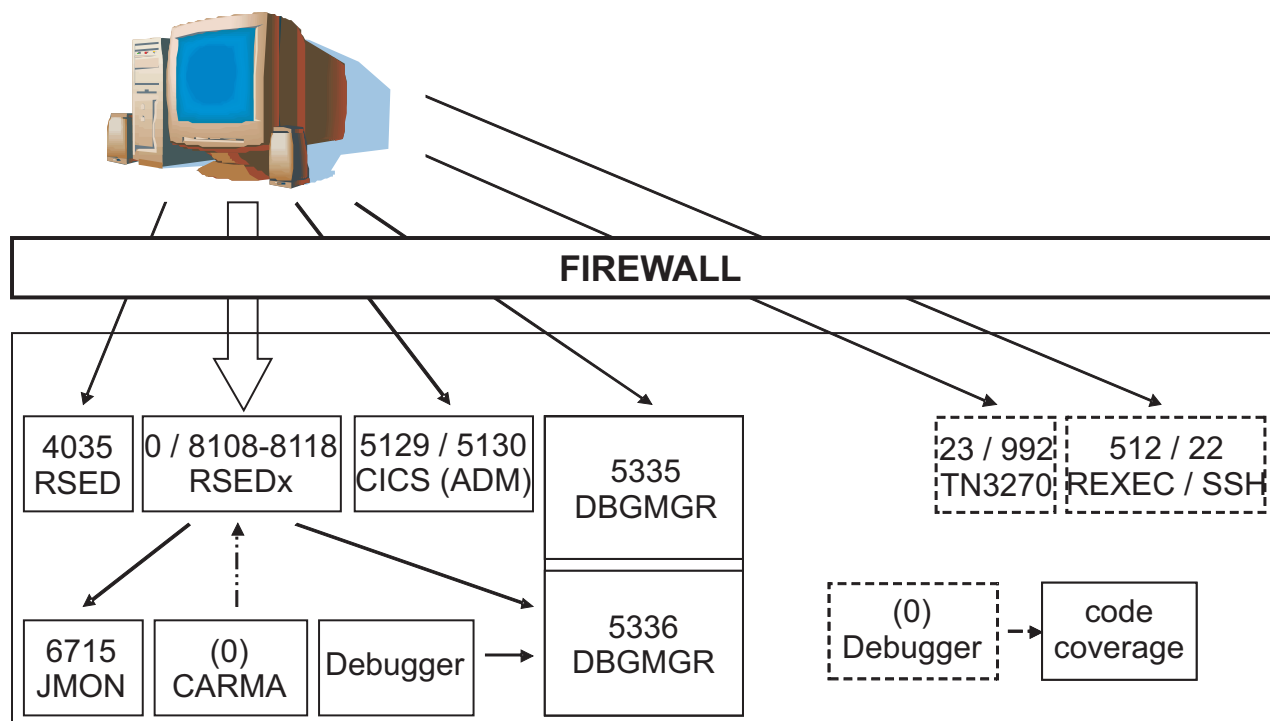 FIREWALL
4035
RSED
0 / 8108-8118
RSEDx
5129 / 5130
CICS (ADM)
5335
DBGMGR
23 / 992
TN3270
512 / 22
REXEC / SSH
6715
JMON
(0)
CARMA
Debugger
5336
DBGMGR
(0)
Debugger
code
coverage